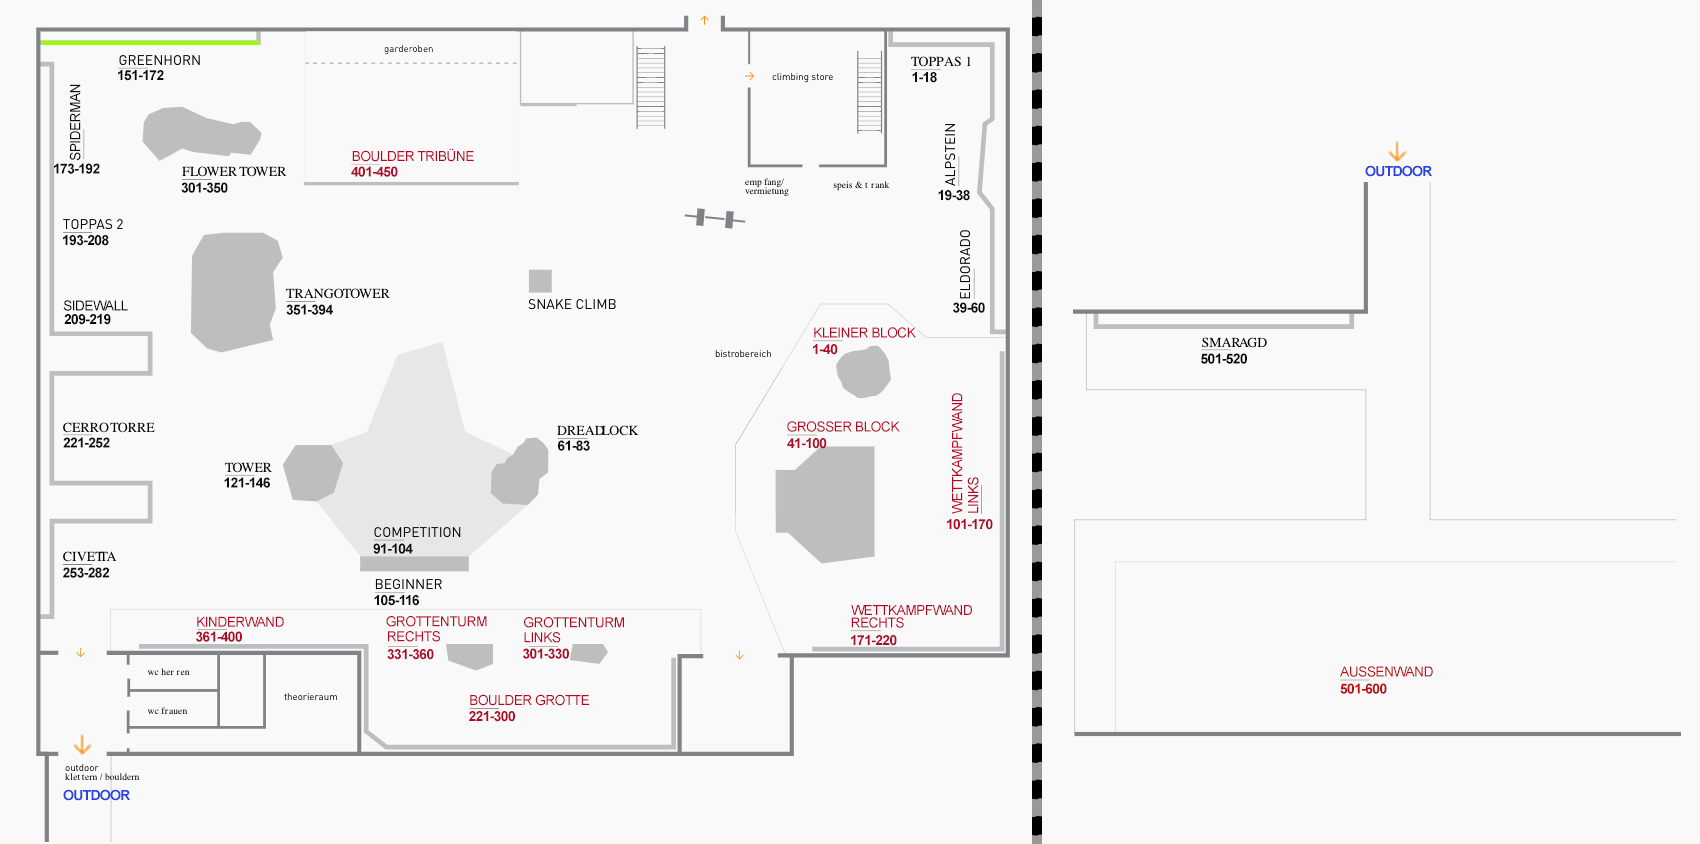 garderoben
GREENHORN
151-172
climbing store
TOPPAS 1
1-18
SPIDERMAN
173-192
FLOWER TOWER
301-350
BOULDER TRIBÜNE
401-450
emp fang/
vermietung
speis & t rank
ALPSTEIN
19-38
TOPPAS 2
193-208
TRANGOTOWER
351-394
SNAKE CLIMB
ELDORADO
39-60
SIDEWALL
209-219
KLEINER BLOCK
1-40
bistrobereich
CERRO TORRE
221-252
TOWER
121-146
DREADLOCK
61-83
GROSSER BLOCK
41-100
WETTKAMPFWAND
LINKS
101-170
COMPETITION
91-104
BEGINNER
105-116
CIVETTA
253-282
KINDERWAND
361-400
GROTTENTURM
RECHTS
331-360
GROTTENTURM
LINKS
301-330
WETTKAMPFWAND
RECHTS
171-220
wc her ren
wc frauen
theorieraum
BOULDER GROTTE
221-300
outdoor
klet tern / bouldern
OUTDOOR
OUTDOOR
SMARAGD
501-520
AUSSENWAND
501-600